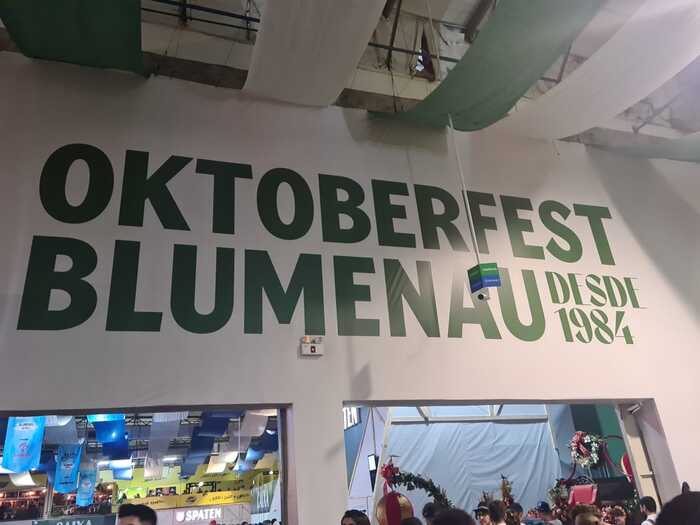 OKTOBERFEST
BLUMENAU
DESDE
1984
SPATEN